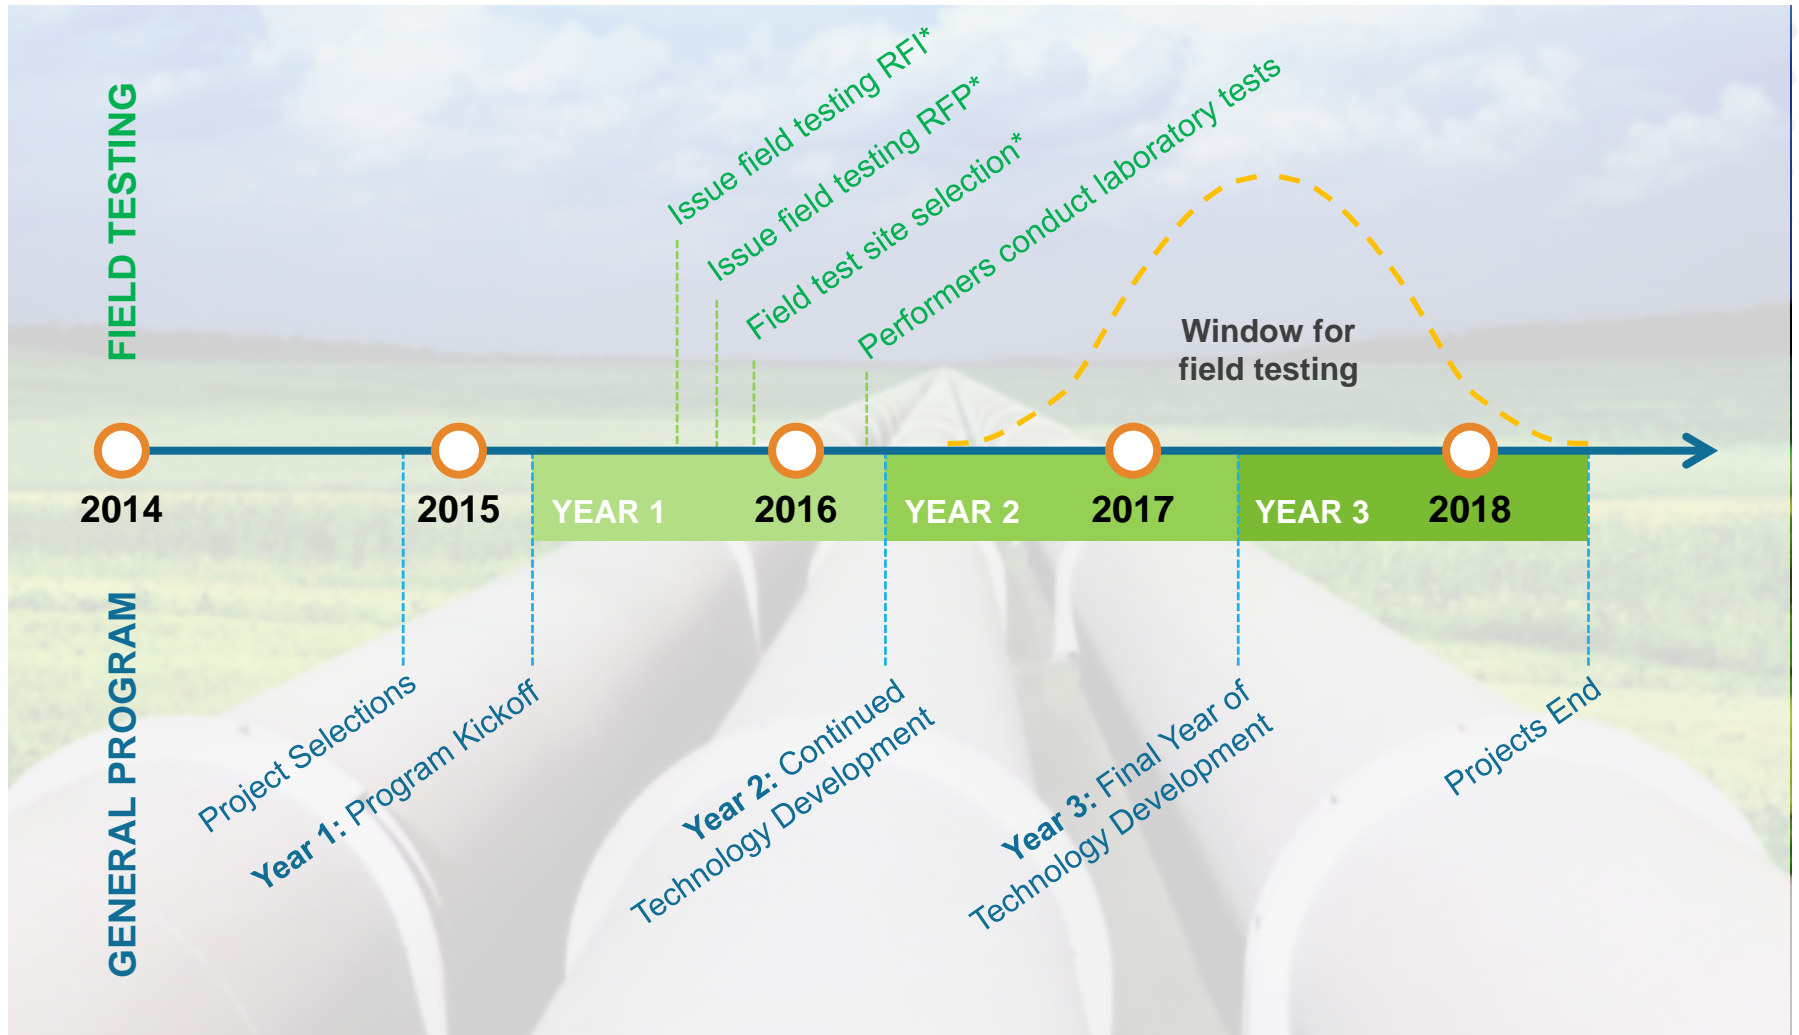 FIELD TESTING
Issue field testing RFI*
Issue field testing RFP*
Field test site selection*
Performers conduct laboratory tests
Window for
field testing
2014
2015
YEAR 1
2016
YEAR 2
2017
YEAR 3
2018
GENERAL PROGRAM
Project Selections
Year 1: Program Kickoff
Year 2: Continued
Technology Development
Year 3: Final Year of
Technology Development
Projects End